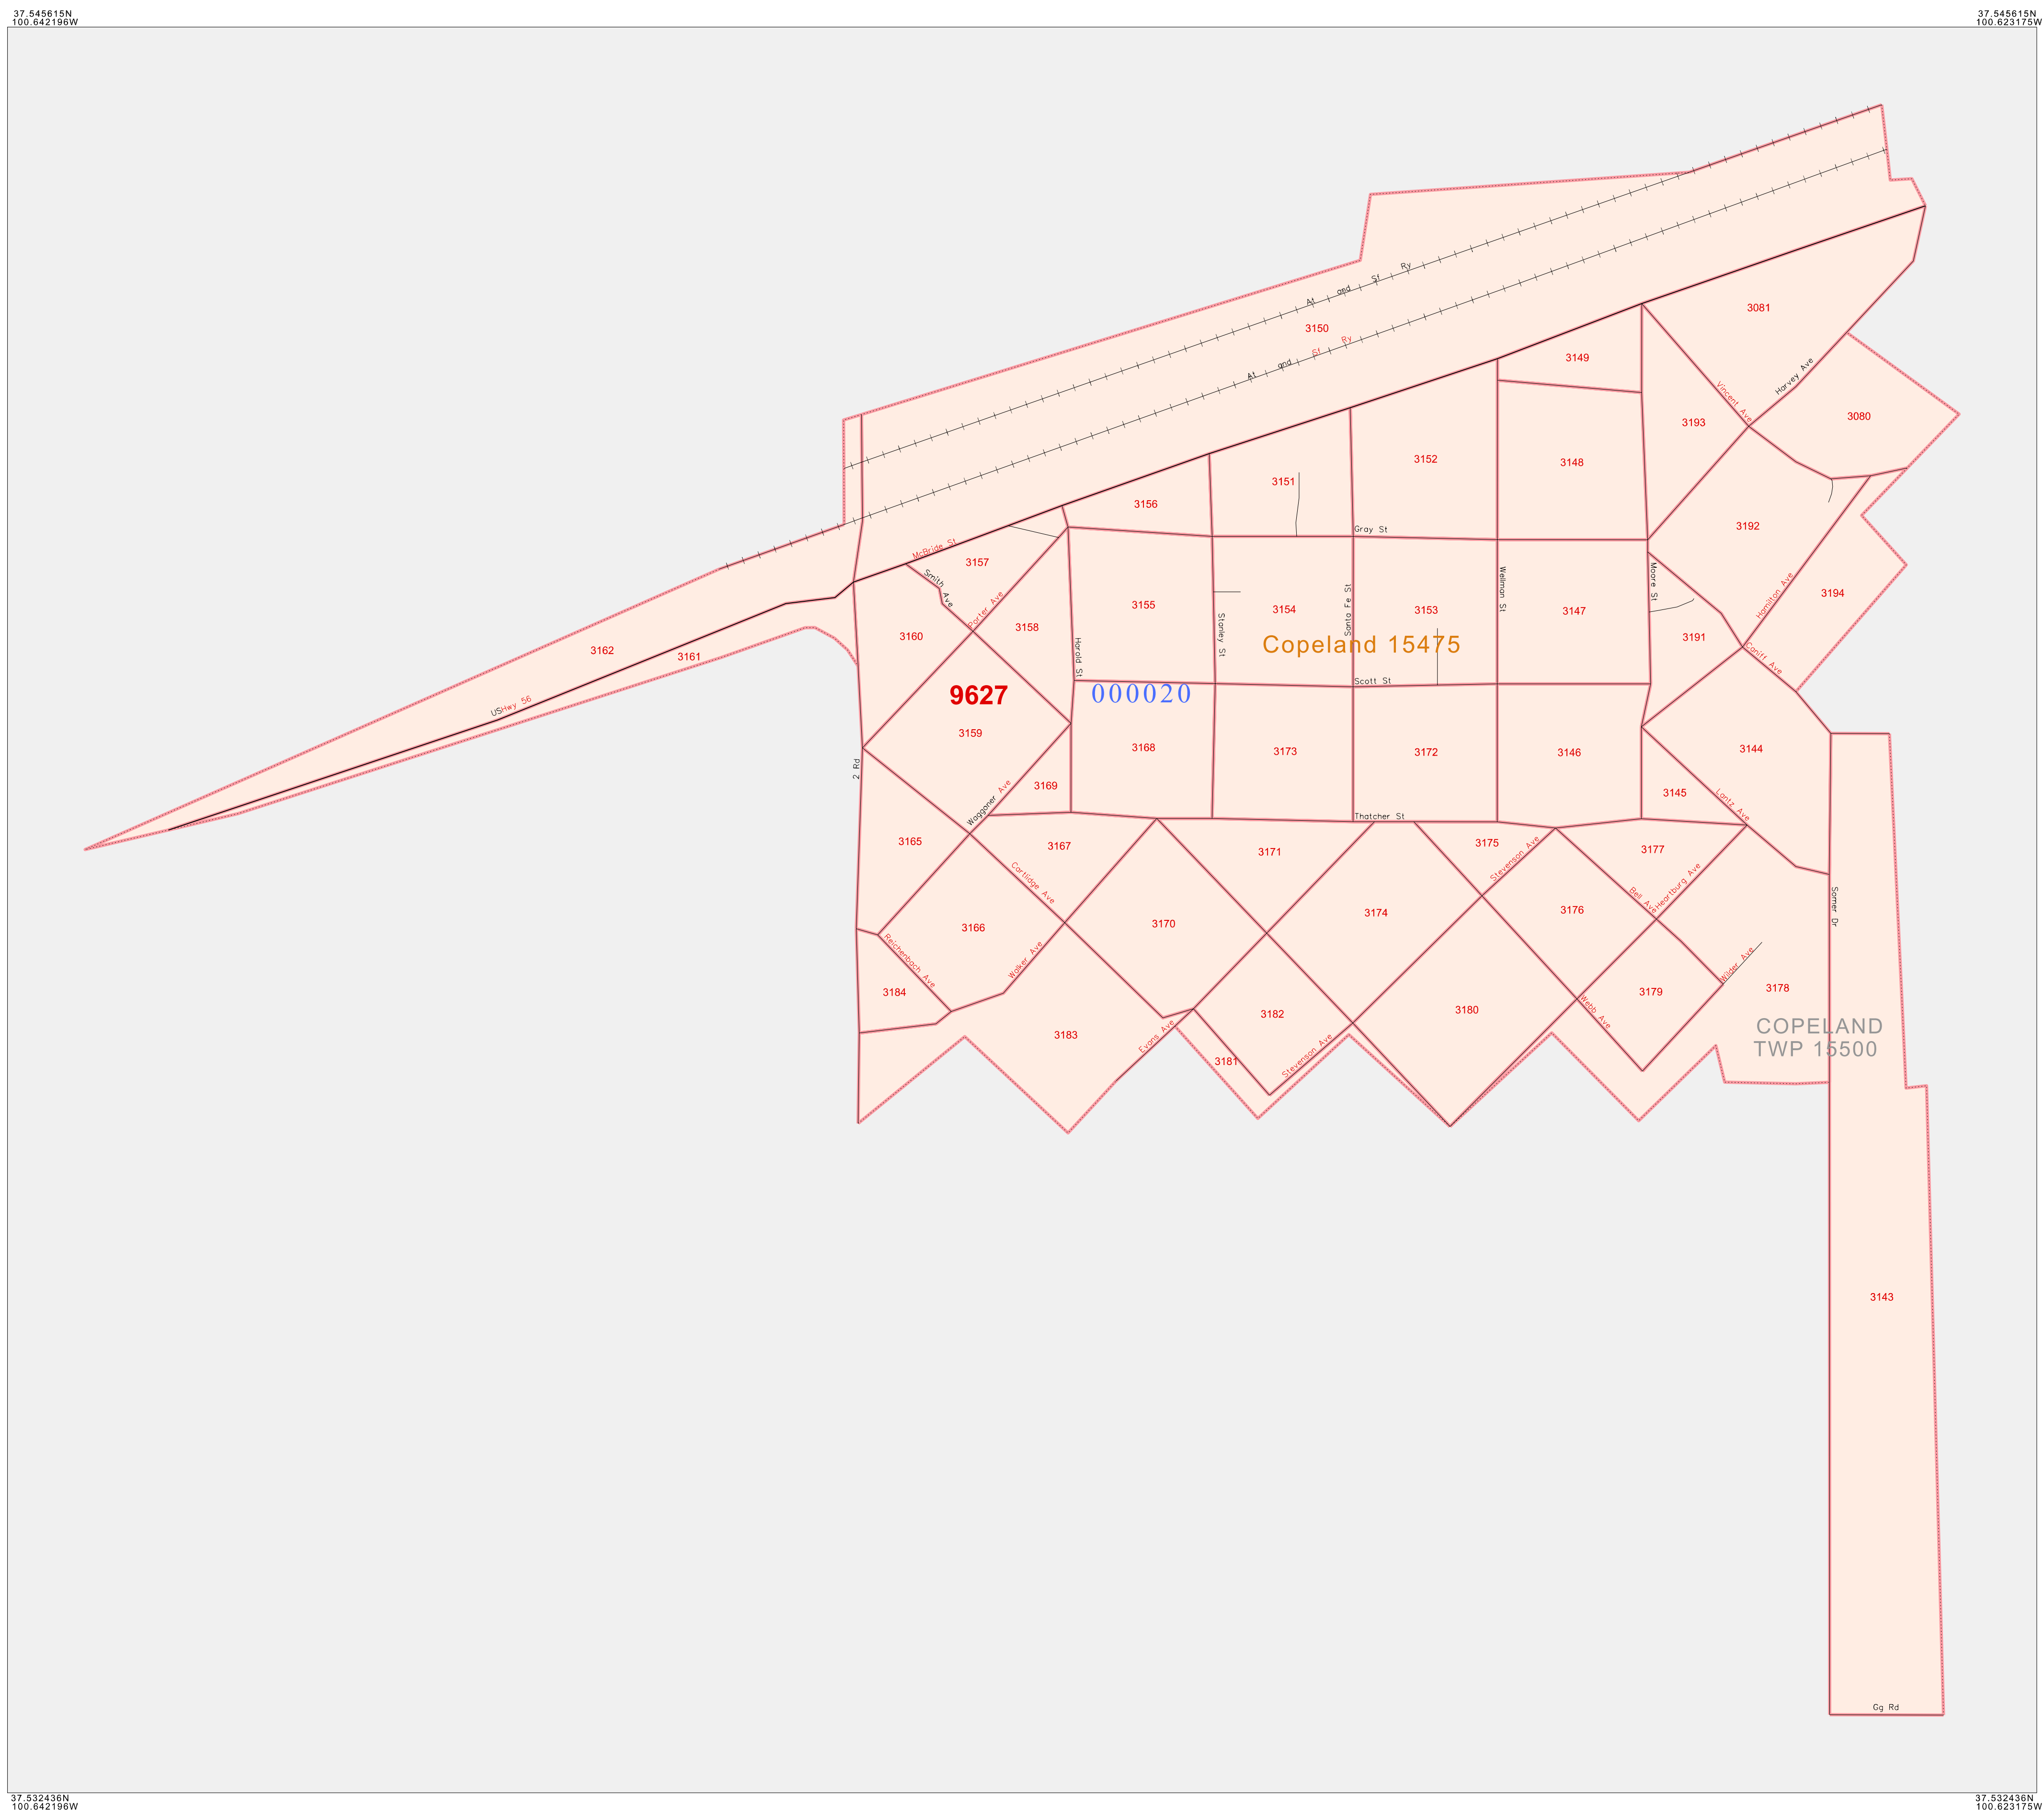 37.545615N
100.642196W
37.545615N
100.623175W
At and Sf Ry
3150
At and Sf Ry
3081
3149
Harvey Ave
Vincent Ave
3080
3193
3152
3148
3151
3156
Gray St
3192
McBride St
3157
Smith Ave
Porter Ave
3155
Stanley St
3154
Santa Fe St
3153
Wellman St
3147
Moore St
Hamilton Ave
3194
3160
3158
Harold St
3191
Caniff Ave
Copeland 15475
3162
3161
USHwy 56
9627
000020
Scott St
3159
2 Rd
3168
3173
3172
3146
3144
3169
Waggoner Ave
3145
Lantz Ave
Thatcher St
3165
3167
3171
3175
Stevenson Ave
3177
Cartlidge Ave
Bell Ave
Heartburg Ave
Somer Dr
3166
3170
3174
3176
Reichenbach Ave
Walker Ave
Wilder Ave
3184
3179
3178
3183
Evans Ave
3182
3180
Webb Ave
COPELAND
TWP 15500
3181
Stevenson Ave
3143
Gg Rd
37.532436N
100.642196W
37.532436N
100.623175W